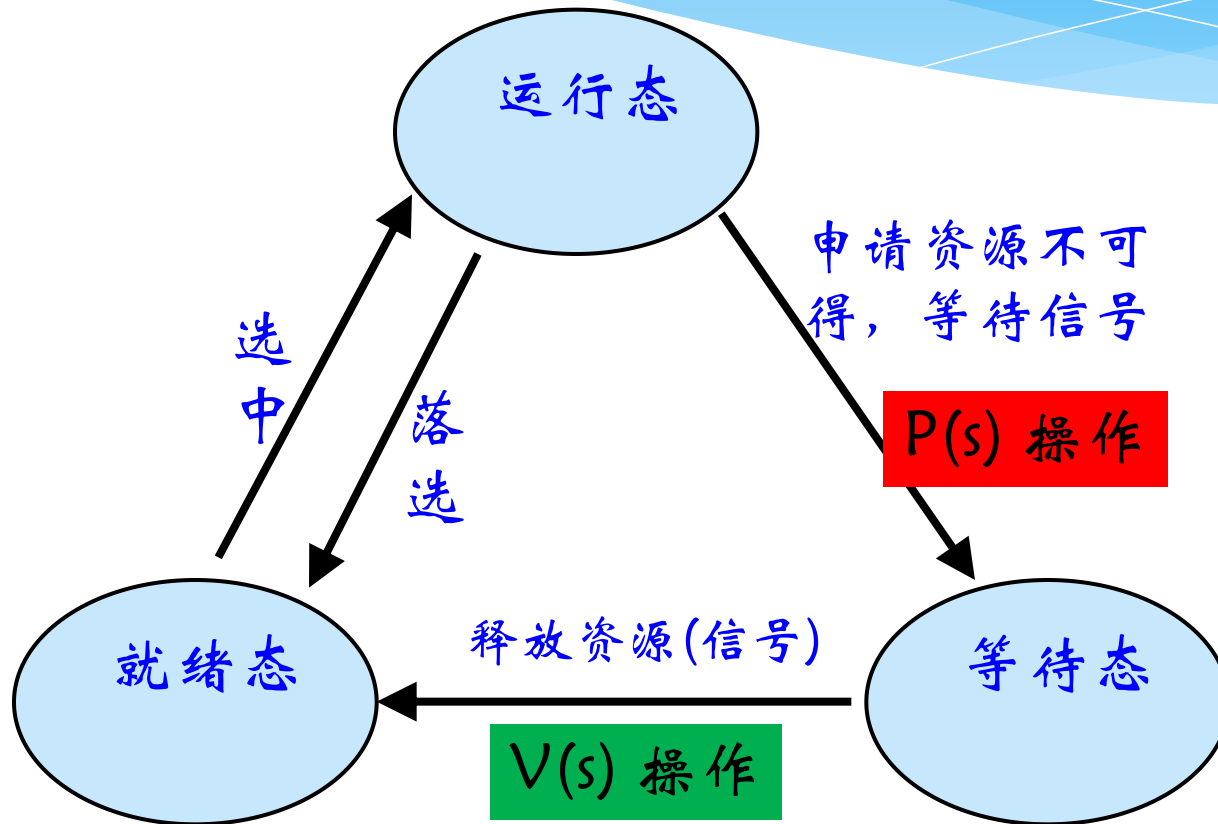 运行态
申请资源不可
得，等待信号
选
中
落
选
P(s) 操作
就绪态
释放资源(信号)
等待态
V(s) 操作